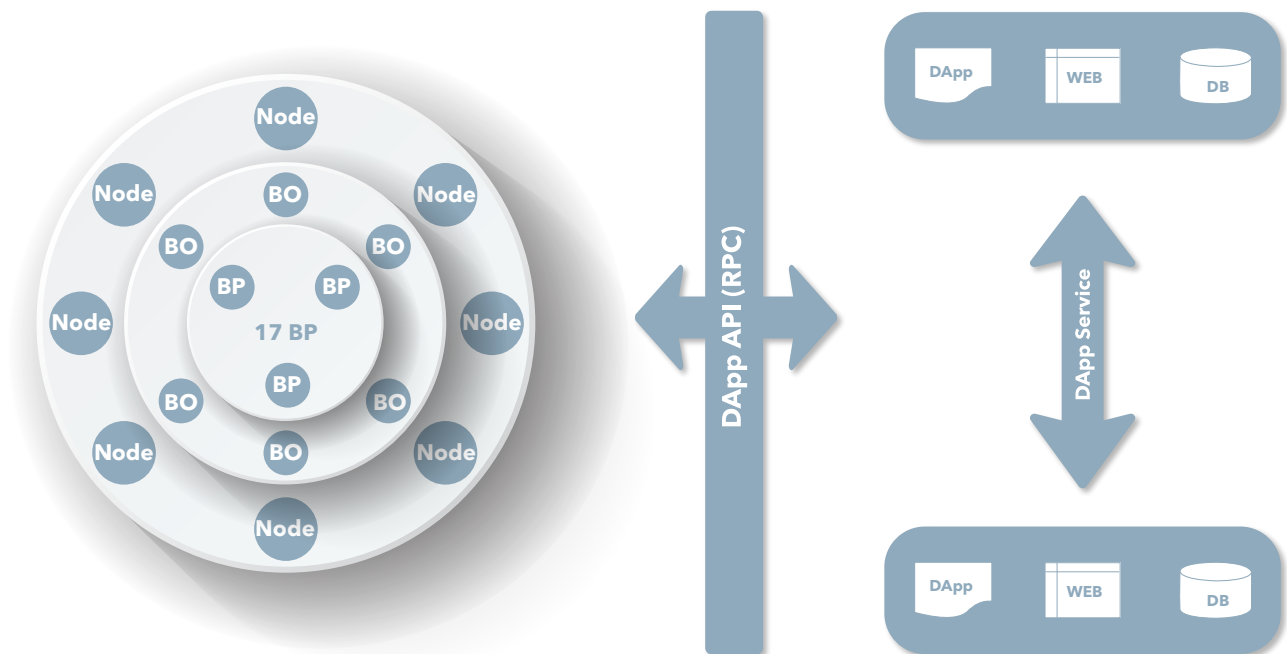 Node
Node
Node
BO
BO
BO
BP
BP
Node
17 BP
Node
BP
BO
BO
BO
Node
Node
Node
DApp API (RPC)
DApp
WEB
DB
DApp Service
DApp
WEB
DB